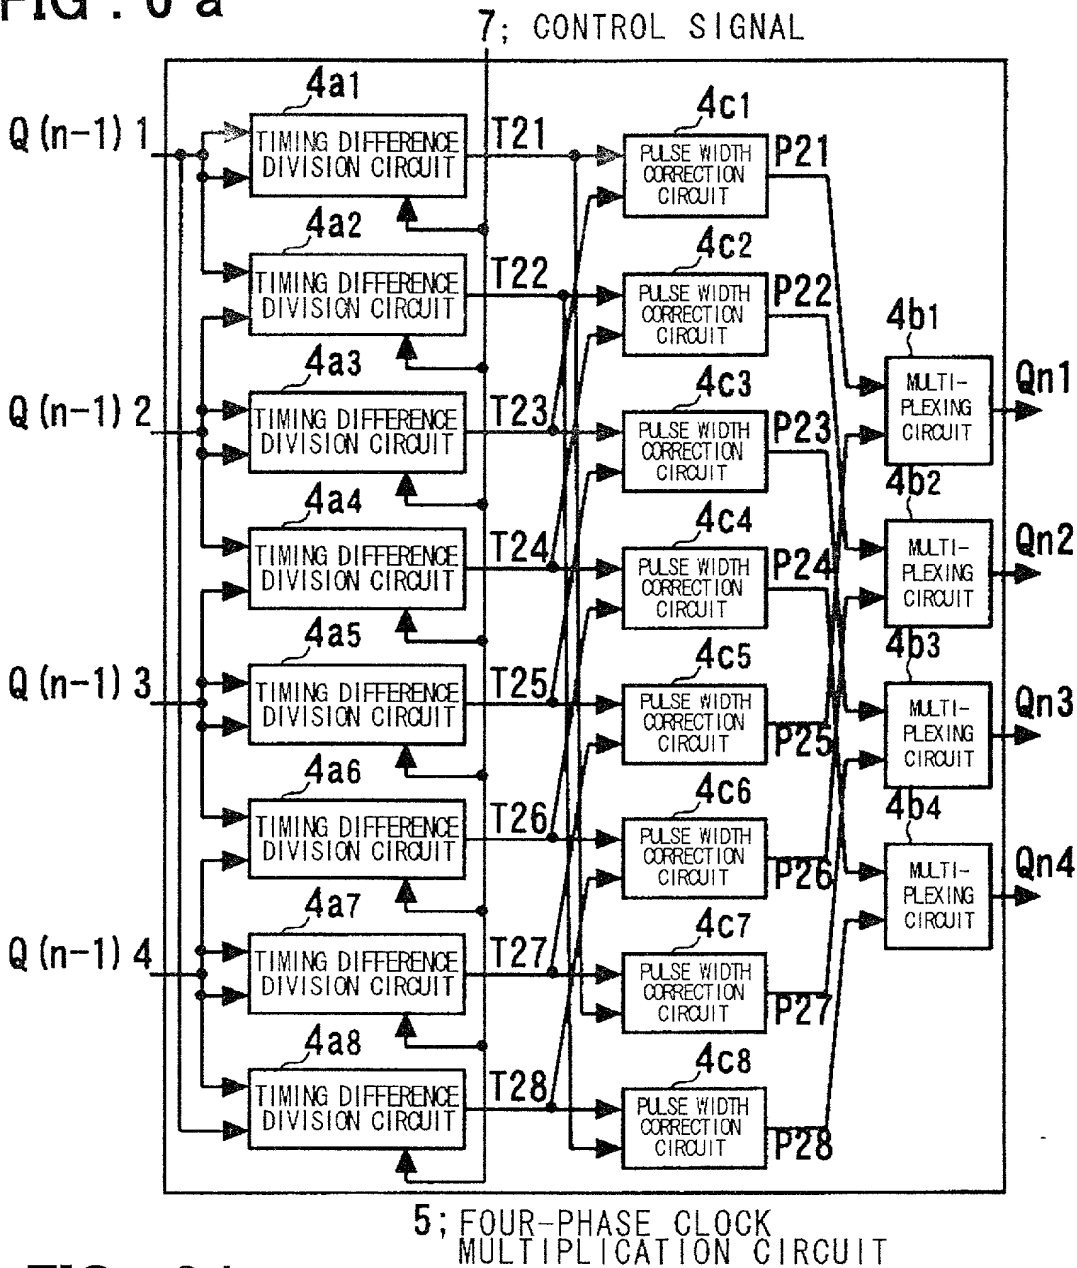 FIG . 6 a
7; CONTROL SIGNAL
4a1
TIMING DIFFERENCE
DIVISION CIRCUIT
4a2
TIMING DIFFERENCE
DIVISION CIRCUIT
4a3
TIMING DIFFERENCE
DIVISION CIRCUIT
4a4
TIMING DIFFERENCE
DIVISION CIRCUIT
4a5
TIMING DIFFERENCE
DIVISION CIRCUIT
4a6
TIMING DIFFERENCE
DIVISION CIRCUIT
4a7
TIMING DIFFERENCE
DIVISION CIRCUIT
4a8
TIMING DIFFERENCE
DIVISION CIRCUIT
Q (n-1) 1
Q (n-1) 2
Q (n-1) 3
Q (n-1) 4
T21
T22
T23
T24
T25
T26
T27
T28
4c1
PULSE WIDTH
CORRECTION
CIRCUIT
4c2
PULSE WIDTH
CORRECTION
CIRCUIT
4c3
PULSE WIDTH
CORRECTION
CIRCUIT
4c4
PULSE WIDTH
CORRECTION
CIRCUIT
4c5
PULSE WIDTH
CORRECTION
CIRCUIT
4c6
PULSE WIDTH
CORRECTION
CIRCUIT
4c7
PULSE WIDTH
CORRECTION
CIRCUIT
4c8
PULSE WIDTH
CORRECTION
CIRCUIT
P21
P22
P23
P24
P25
P26
P27
P28
4b1
MULTI-
PLEXING
CIRCUIT
4b2
MULTI-
PLEXING
CIRCUIT
4b3
MULTI-
PLEXING
CIRCUIT
4b4
MULTI-
PLEXING
CIRCUIT
Qn1
Qn2
Qn3
Qn4
5; FOUR-PHASE CLOCK
MULTIPLICATION CIRCUIT